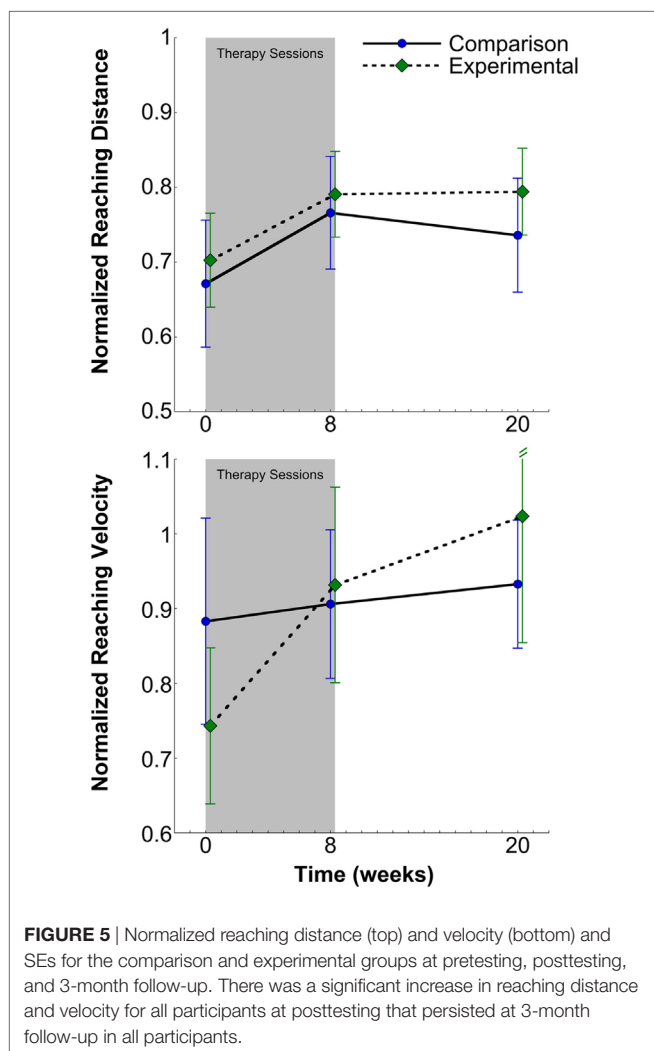 1
Therapy Sessions
Comparison
Experimental
0.9
0.8
0.7
0.6
0.5
Normalized Reaching Distance
0 8 20
1.1
Therapy Sessions
1
0.9
0.8
0.7
0.6
Normalized Reaching Velocity
0 8 20
Time (weeks)
FIGURE 5 | Normalized reaching distance (top) and velocity (bottom) and
SEs for the comparison and experimental groups at pretesting, posttesting,
and 3-month follow-up. There was a significant increase in reaching distance
and velocity for all participants at posttesting that persisted at 3-month
follow-up in all participants.